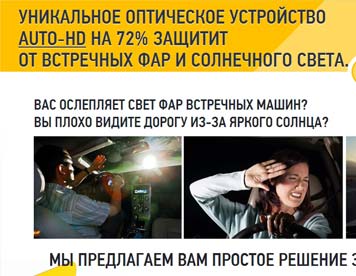 УНИКАЛЬНОЕ ОПТИЧЕСКОЕ УСТРОЙСТВО
AUTO-HD НА 72% ЗАЩИТИТ
ОТ ВСТРЕЧНЫХ ФАР И СОЛНЕЧНОГО СВЕТА.
ВАС ОСЛЕПЛЯЕТ СВЕТ ФАР ВСТРЕЧНЫХ МАШИН?
ВЫ ПЛОХО ВИДИТЕ ДОРОГУ ИЗ-ЗА ЯРКОГО СОЛНЦА?
МЫ ПРЕДЛАГАЕМ ВАМ ПРОСТОЕ РЕШЕНИЕ